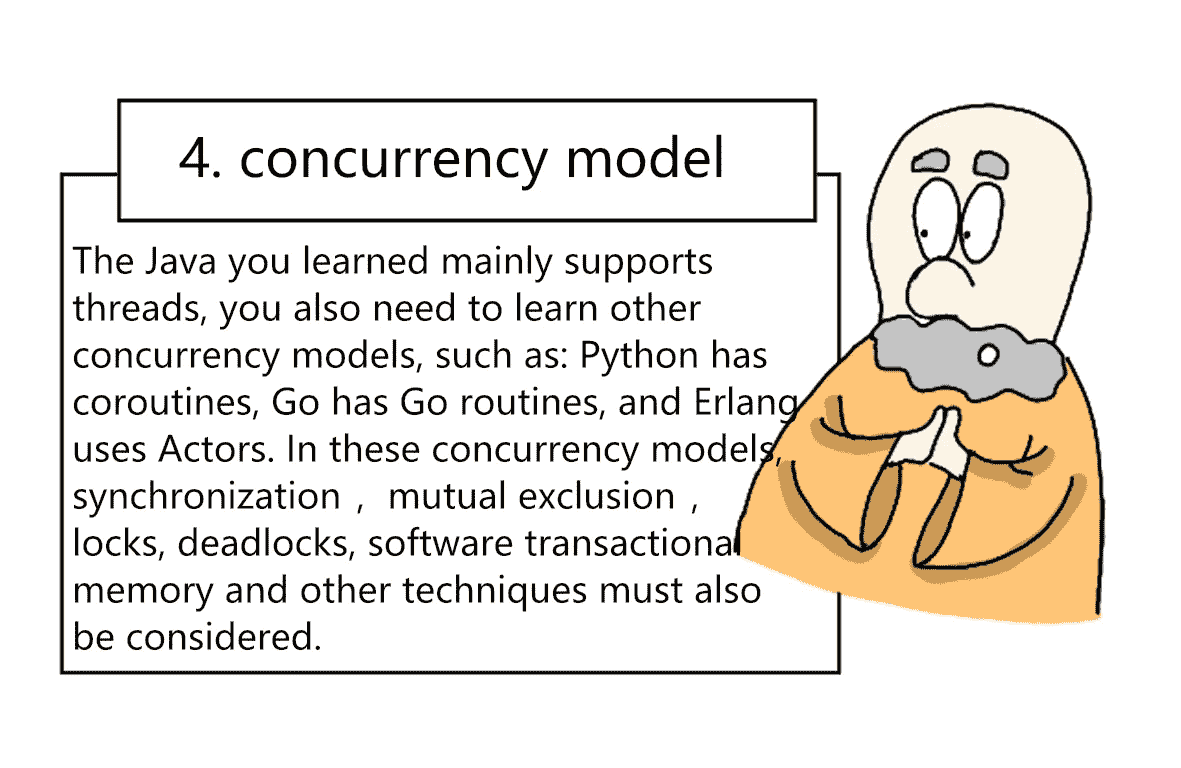 4. concurrency model
The Java you learned mainly supports
threads, you also need to learn other
concurrency models, such as: Python has
coroutines, Go has Go routines, and Erlang
uses Actors. In these concurrency models,
synchronization ， mutual exclusion ，
locks, deadlocks, software transactional
memory and other techniques must also
be considered.